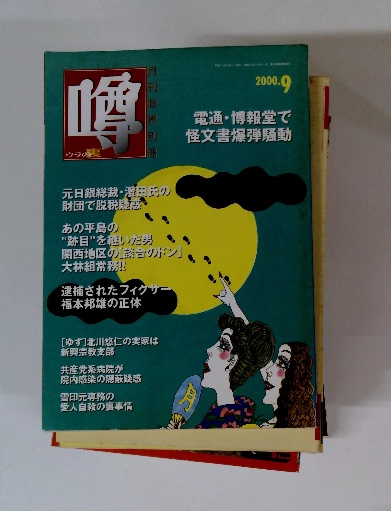 2000.9
噂
電通・博報堂で
怪文書爆弾騒動
元日銀総裁・澄田氏の
財団で脱税疑惑
あの平島の
"跡目"を継いだ男
関西地区の「談合のドン」
大林組常務!!
逮捕されたフィクサー
福本邦雄の正体
[ゆず]北川悠仁の実家は
新興宗教支部
共産党系病院が
院内感染の隠蔽疑惑
雪印元専務の
愛人自殺の裏事情
月